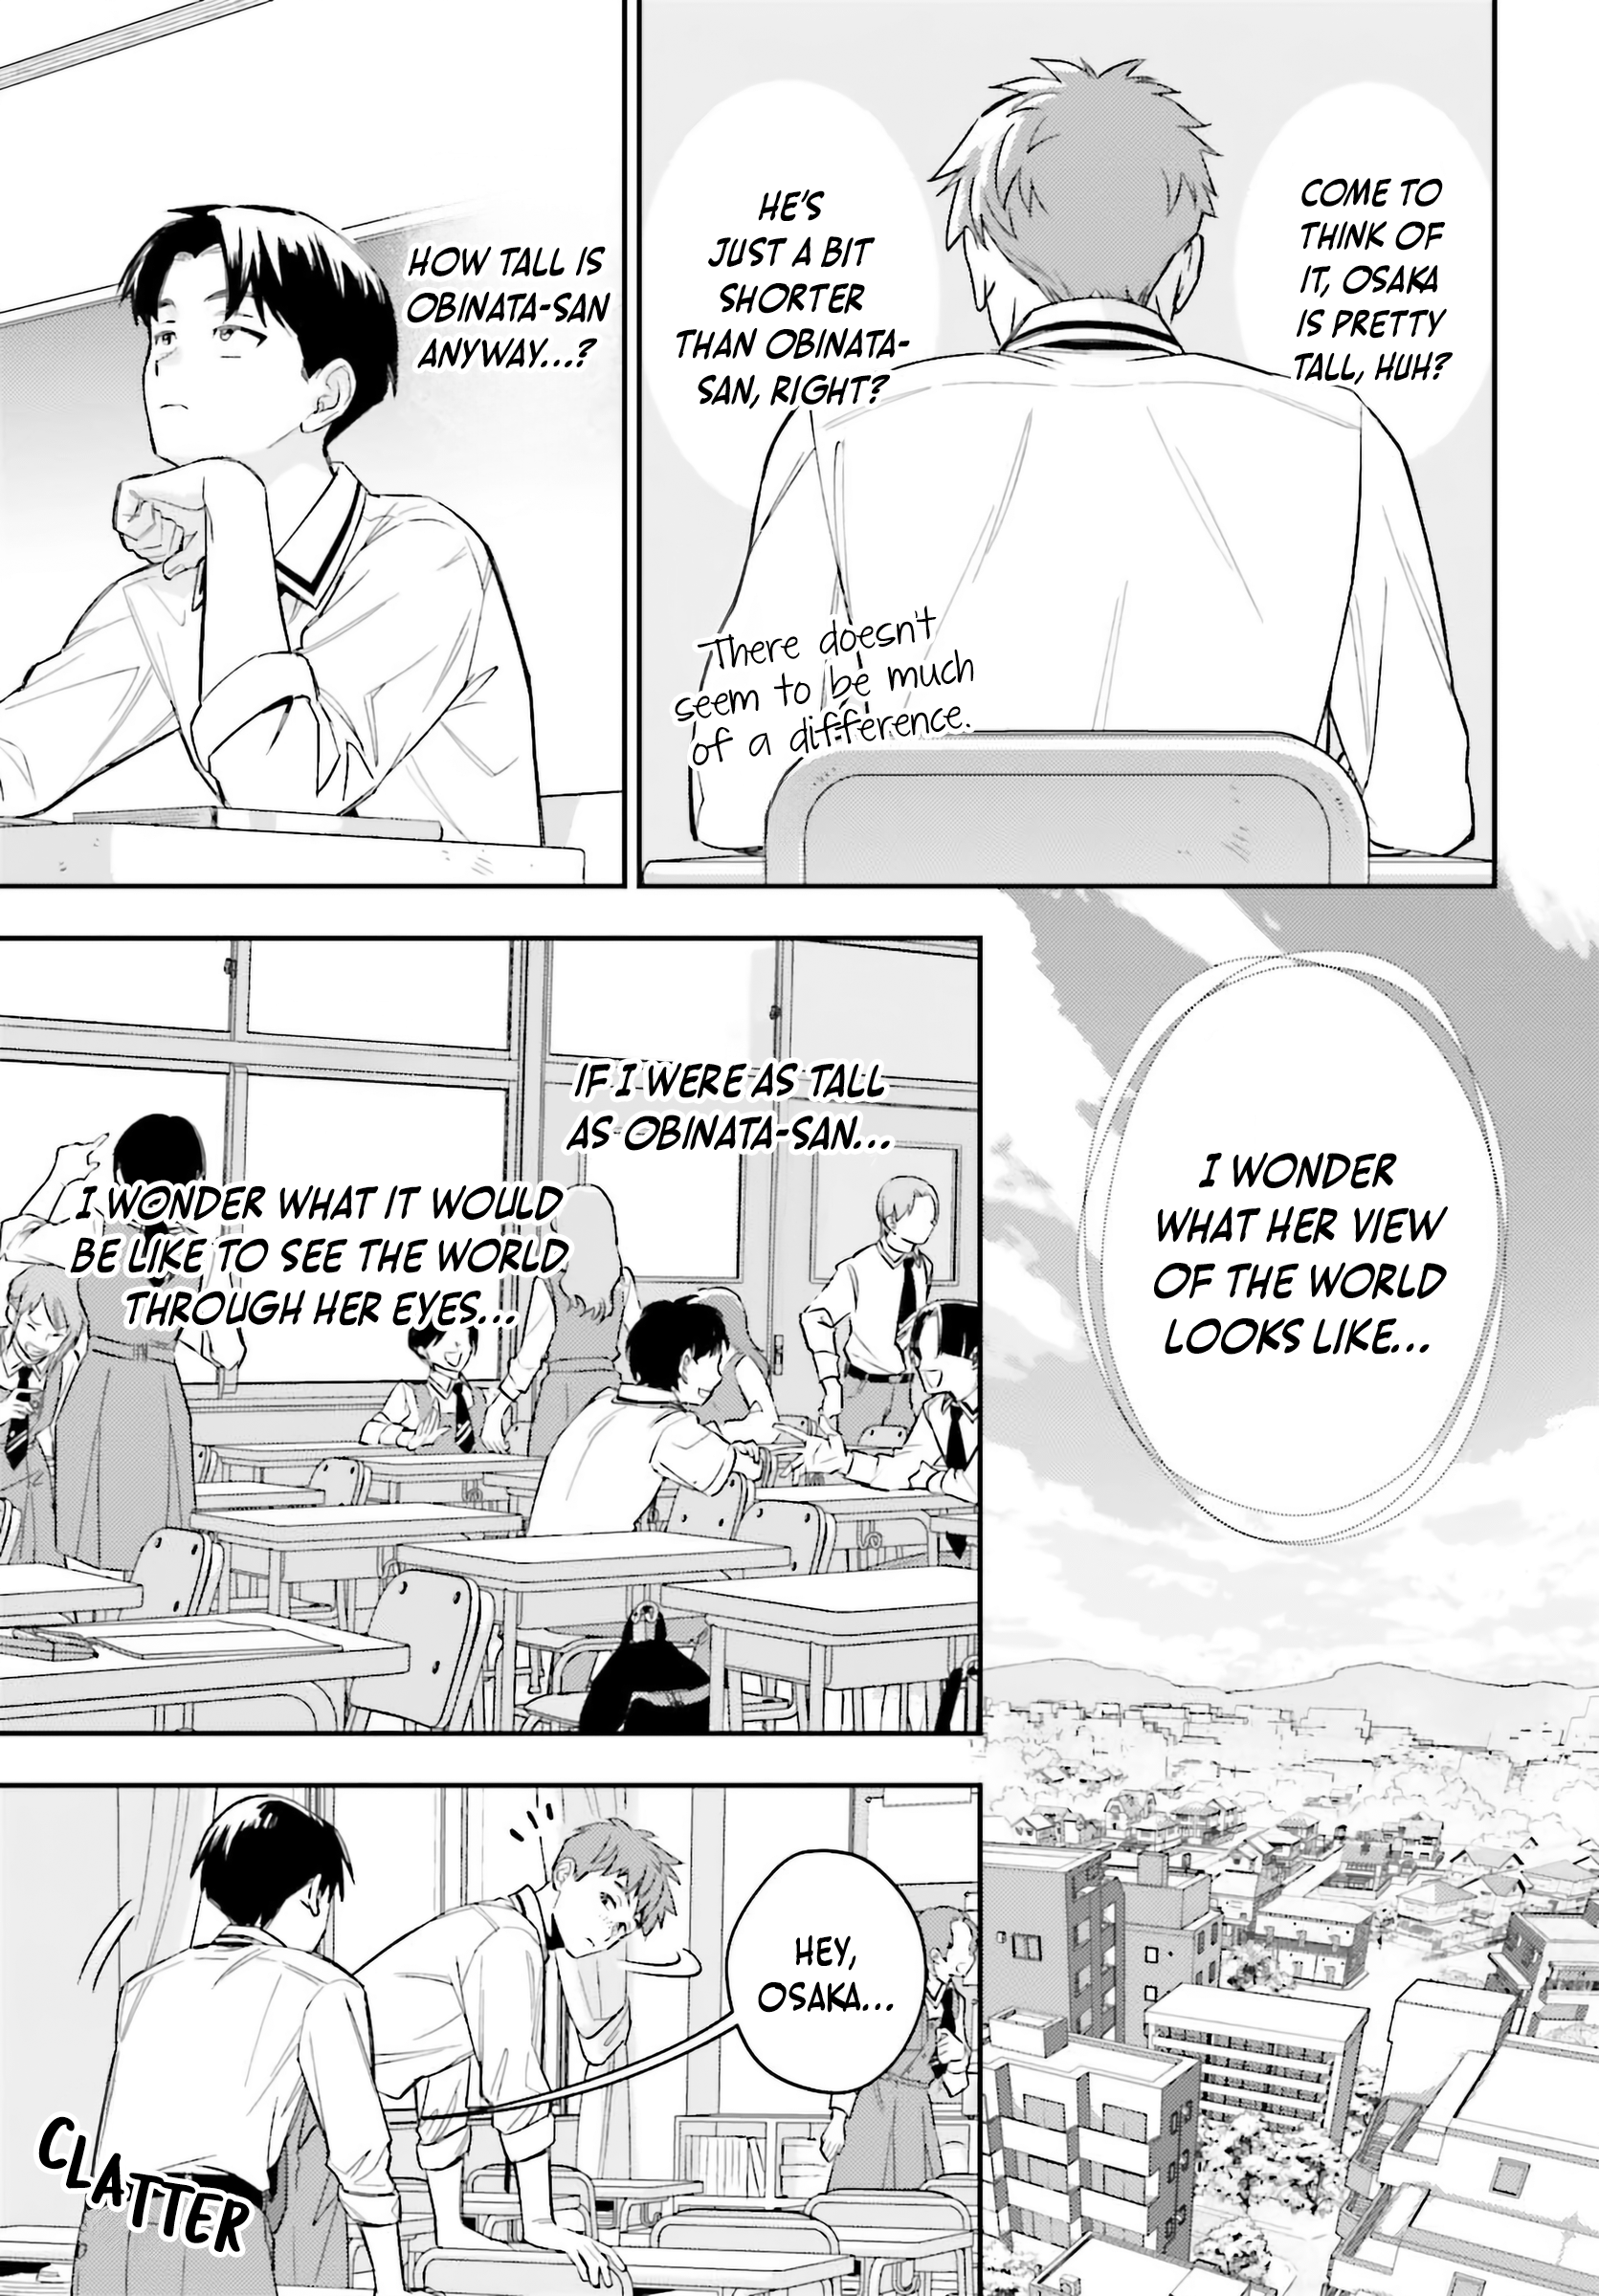 COME TO
THINK OF
IT, OSAKA
IS PRETTY
TALL, HUH?
HE'S
JUST A BIT
SHORTER
THAN OBINATA-
SAN, RIGHT?
There doesn't
seem to be much
of a difference.
HOW TALL IS
OBINATA-SAN
ANYWAY...?
I WONDER
WHAT HER VIEW
OF THE WORLD
LOOKS LIKE...
IF I WERE AS TALL
AS OBINATA-SAN...
I WONDER WHAT IT WOULD
BE LIKE TO SEE THE WORLD
THROUGH HER EYES...
HEY,
OSAKA...
CLATTER